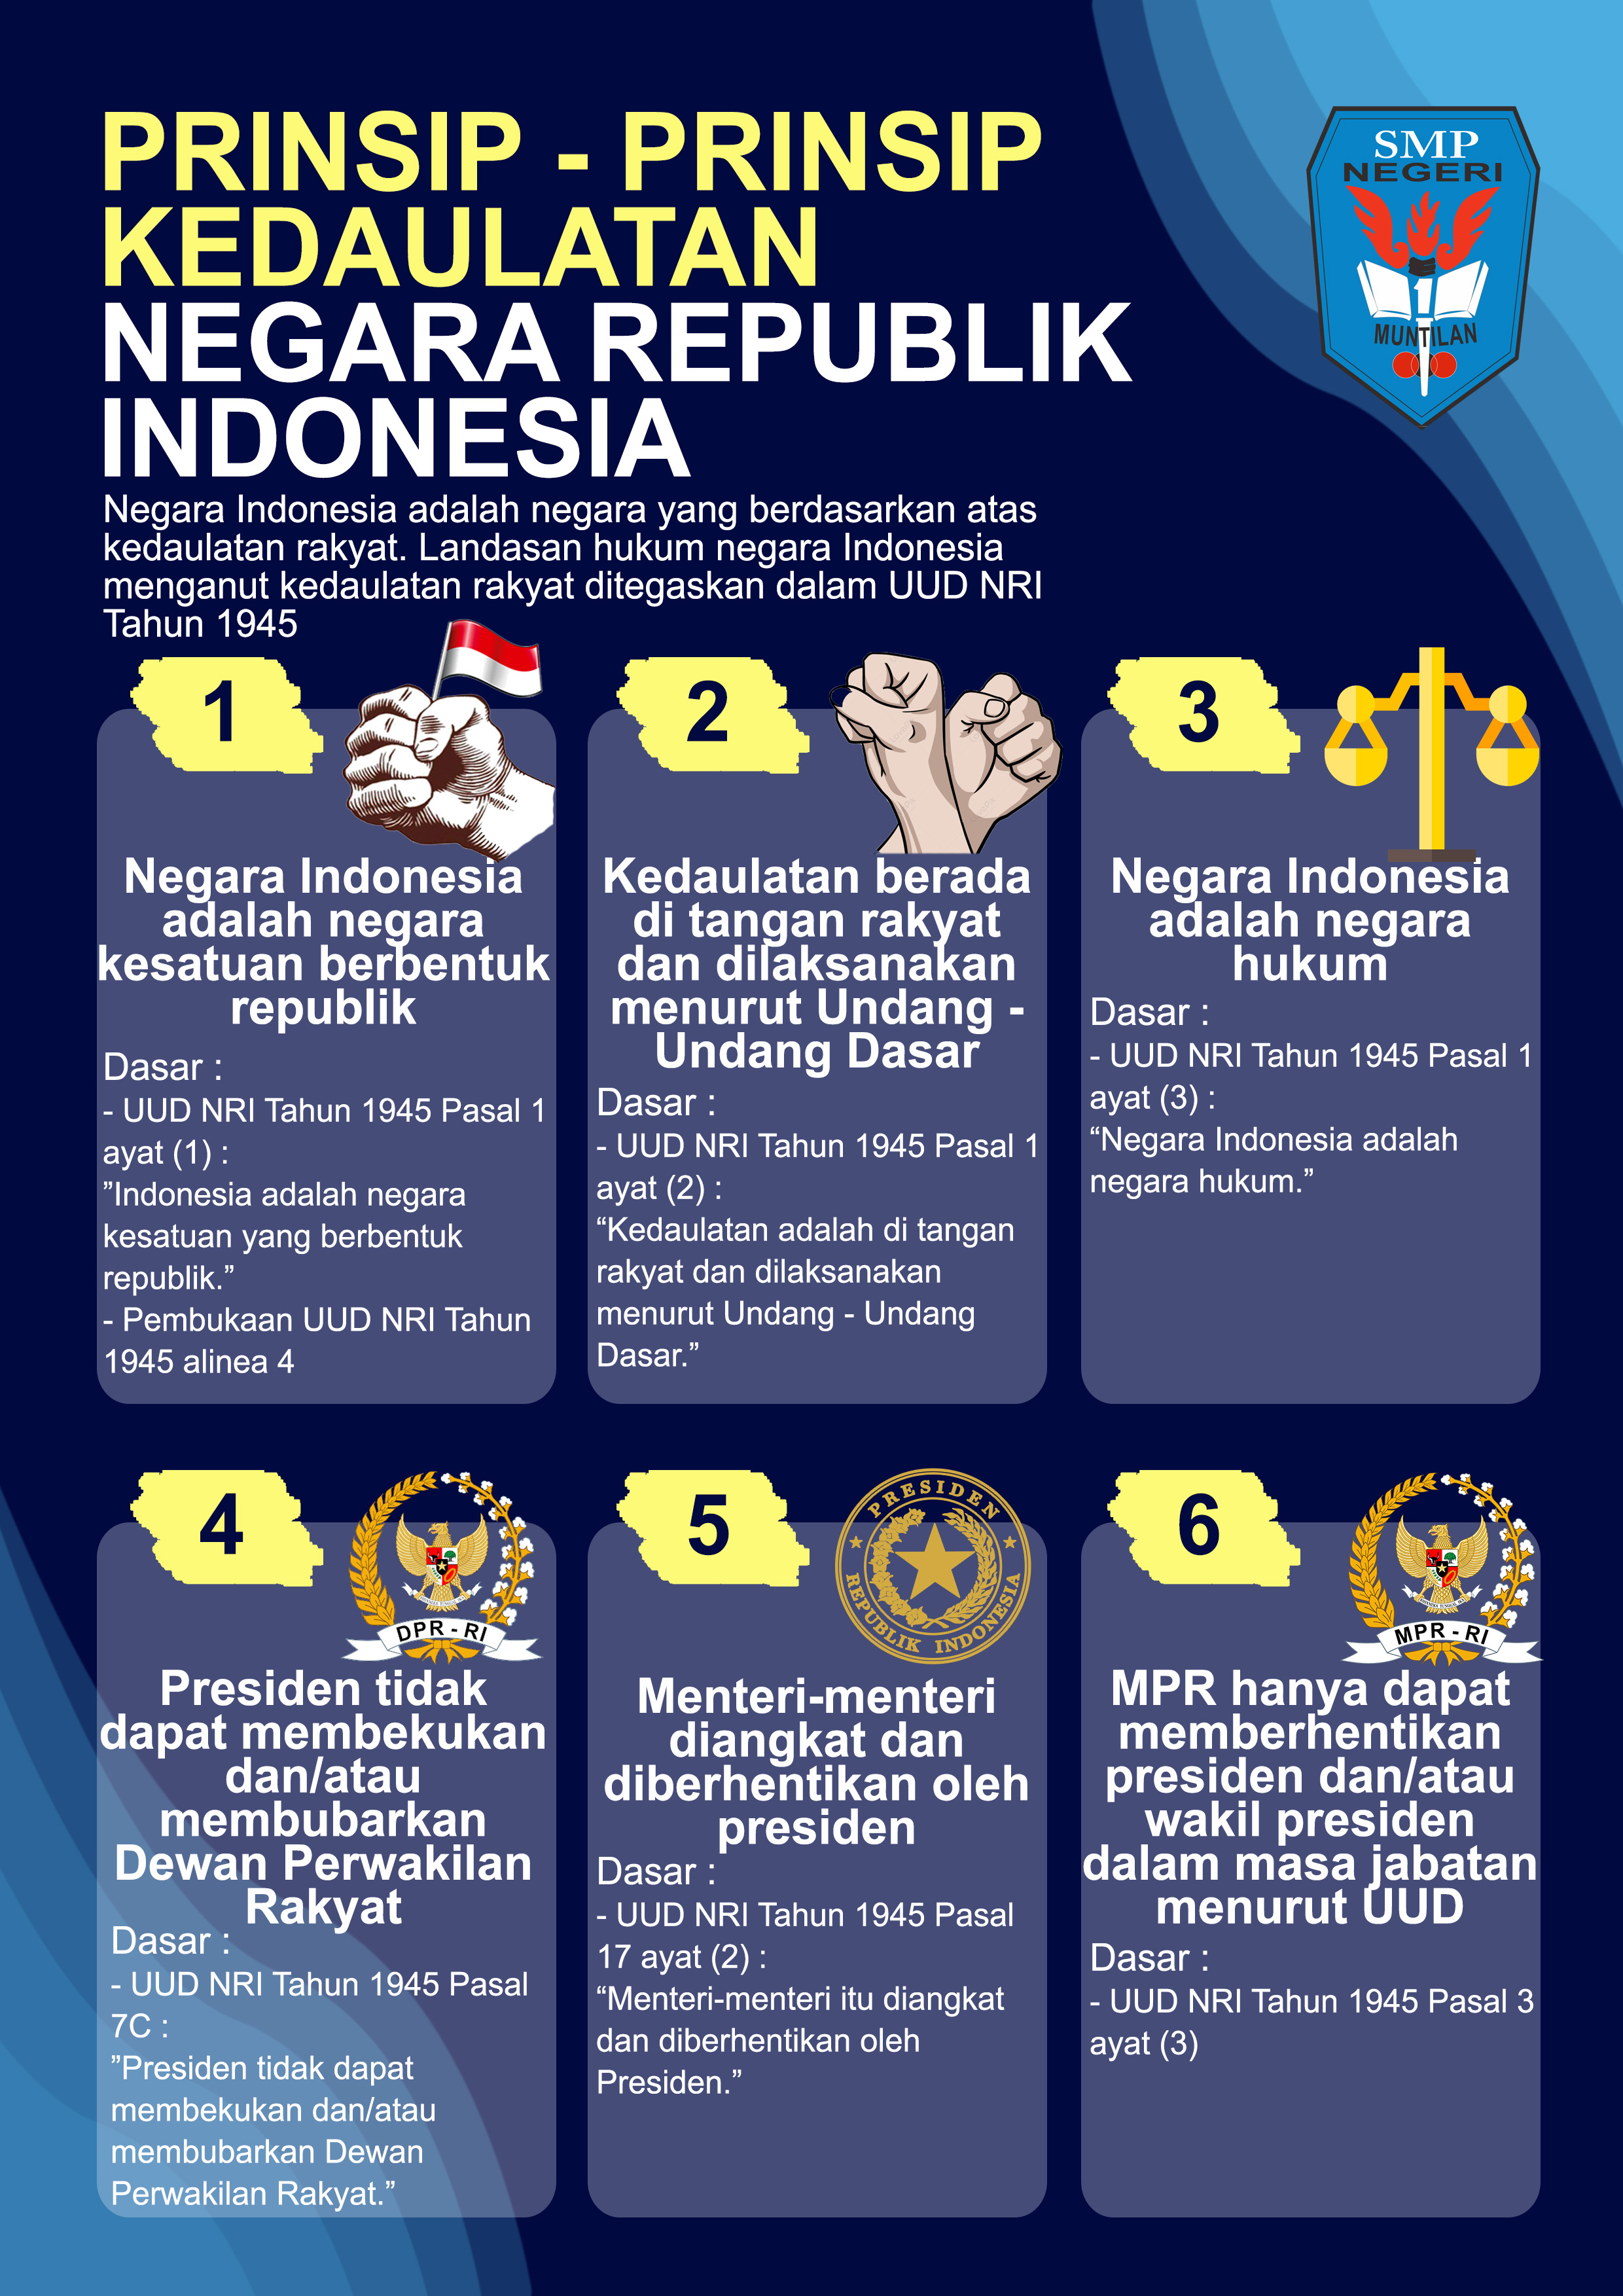 PRINSIP - PRINSIP
KEDAULATAN
NEGARA REPUBLIK
INDONESIA
SMP
NEGERI
1
MUNTILAN
Negara Indonesia adalah negara yang berdasarkan atas
kedaulatan rakyat. Landasan hukum negara Indonesia
menganut kedaulatan rakyat ditegaskan dalam UUD NRI
Tahun 1945
1
Negara Indonesia
adalah negara
kesatuan berbentuk
republik
Dasar :
- UUD NRI Tahun 1945 Pasal 1
ayat (1) :
”Indonesia adalah negara
kesatuan yang berbentuk
republik.”
- Pembukaan UUD NRI Tahun
1945 alinea 4
2
Kedaulatan berada
di tangan rakyat
dan dilaksanakan
menurut Undang -
Undang Dasar
Dasar :
- UUD NRI Tahun 1945 Pasal 1
ayat (2) :
“Kedaulatan adalah di tangan
rakyat dan dilaksanakan
menurut Undang - Undang
Dasar.”
3
Negara Indonesia
adalah negara
hukum
Dasar :
- UUD NRI Tahun 1945 Pasal 1
ayat (3) :
“Negara Indonesia adalah
negara hukum.”
4
DPR - RI
Presiden tidak
dapat membekukan
dan/atau
membubarkan
Dewan Perwakilan
Rakyat
Dasar :
- UUD NRI Tahun 1945 Pasal
7C :
”Presiden tidak dapat
membekukan dan/atau
membubarkan Dewan
Perwakilan Rakyat.”
5
PRESIDEN
REPUBLIK INDONESIA
Menteri-menteri
diangkat dan
diberhentikan oleh
presiden
Dasar :
- UUD NRI Tahun 1945 Pasal
17 ayat (2) :
“Menteri-menteri itu diangkat
dan diberhentikan oleh
Presiden.”
6
MPR - RI
MPR hanya dapat
memberhentikan
presiden dan/atau
wakil presiden
dalam masa jabatan
menurut UUD
Dasar :
- UUD NRI Tahun 1945 Pasal 3
ayat (3)